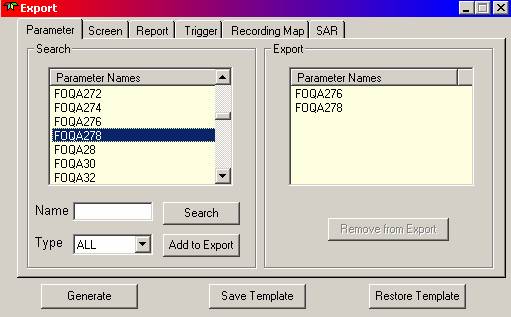 Export
Parameter Screen Report Trigger Recording Map SAR
Search
Parameter Names
FOQA272
FOQA274
FOQA276
FOQA278
FOQA28
FOQA30
FOQA32
Name
Search
Type ALL
Add to Export
Export
Parameter Names
FOQA276
FOQA278
Remove from Export
Generate Save Template Restore Template